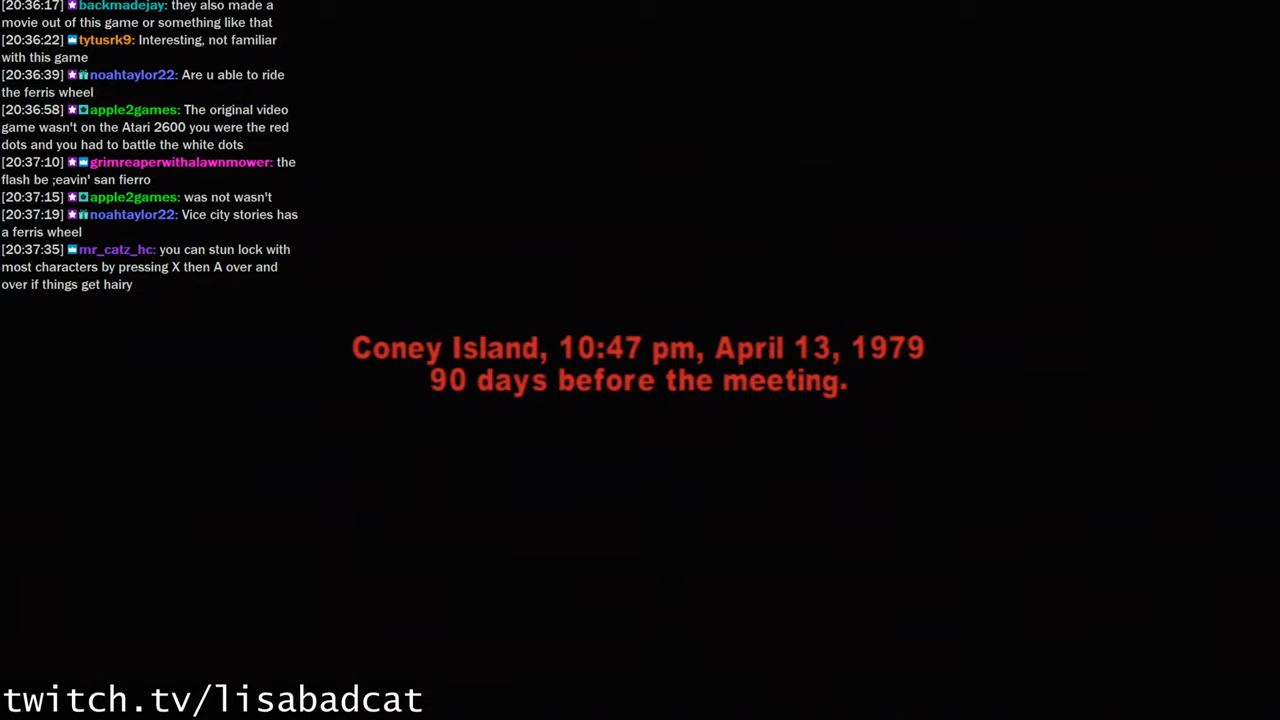 [20:36:17] backmadejay: they also made a
movie out of this game or something like that
[20:36:22] tytusrk9: Interesting, not familiar
with this game
[20:36:39] noahtaylor22: Are u able to ride
the ferris wheel
[20:36:58] apple2games: The original video
game wasn't on the Atari 2600 you were the red
dots and you had to battle the white dots
[20:37:10] grimreaperwithalawnmower: the
flash be ;eavin' san fierro
[20:37:15] apple2games: was not wasn't
[20:37:19] noahtaylor22: Vice city stories has
a ferris wheel
[20:37:35] mr_catz_hc: you can stun lock with
most characters by pressing X then A over and
over if things get hairy
Coney Island, 10:47 pm, April 13, 1979
90 days before the meeting.
twitch.tv/lisabadcat